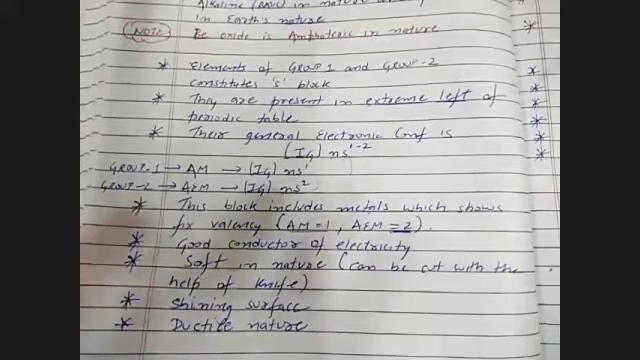 Alkaline (Basic) in nature
in Earth's nature
NOTE Be oxide is Amphoteric in nature
* Elements of GROUP 1 and GROUP-2
constitutes 's' block
* They are present in extreme left of
periodic table
* Their general Electronic Conf is
(IG) ns¹⁻²
GROUP-1 → AM → (IG) ns¹
GROUP-2 → AEM → (IG) ns²
* This block includes metals which shows
fix valency (AM = 1, AEM = 2).
* Good conductor of electricity
* Soft in nature (can be cut with the
help of knife)
* Shining surface
* Ductile nature